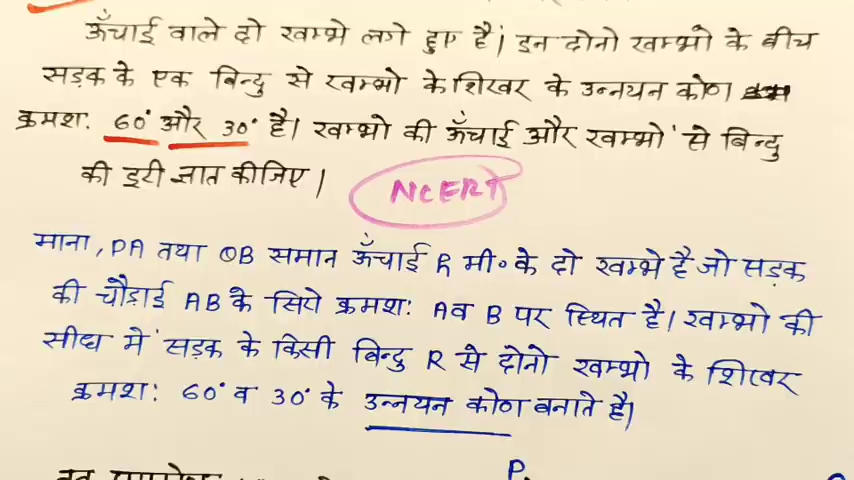 ऊँचाई वाले दो खम्भे लगे हुए है। इन दोनो खम्भो के बीच
सड़क के एक बिन्दु से खम्भो के शिखर के उन्नयन कोण
क्रमश: 60° और 30° है। खम्भो की ऊँचाई और खम्भो से बिन्दु
की दूरी ज्ञात कीजिए।
NCERT
माना, PA तथा QB समान ऊँचाई h मी० के दो खम्भे है जो सड़क
की चौड़ाई AB के सिरो क्रमश: A व B पर स्थित है। खम्भो की
सीध में सड़क के किसी बिन्दु R से दोनो खम्भो के शिखर
क्रमश: 60° व 30° के उन्नयन कोण बनाते है।
P